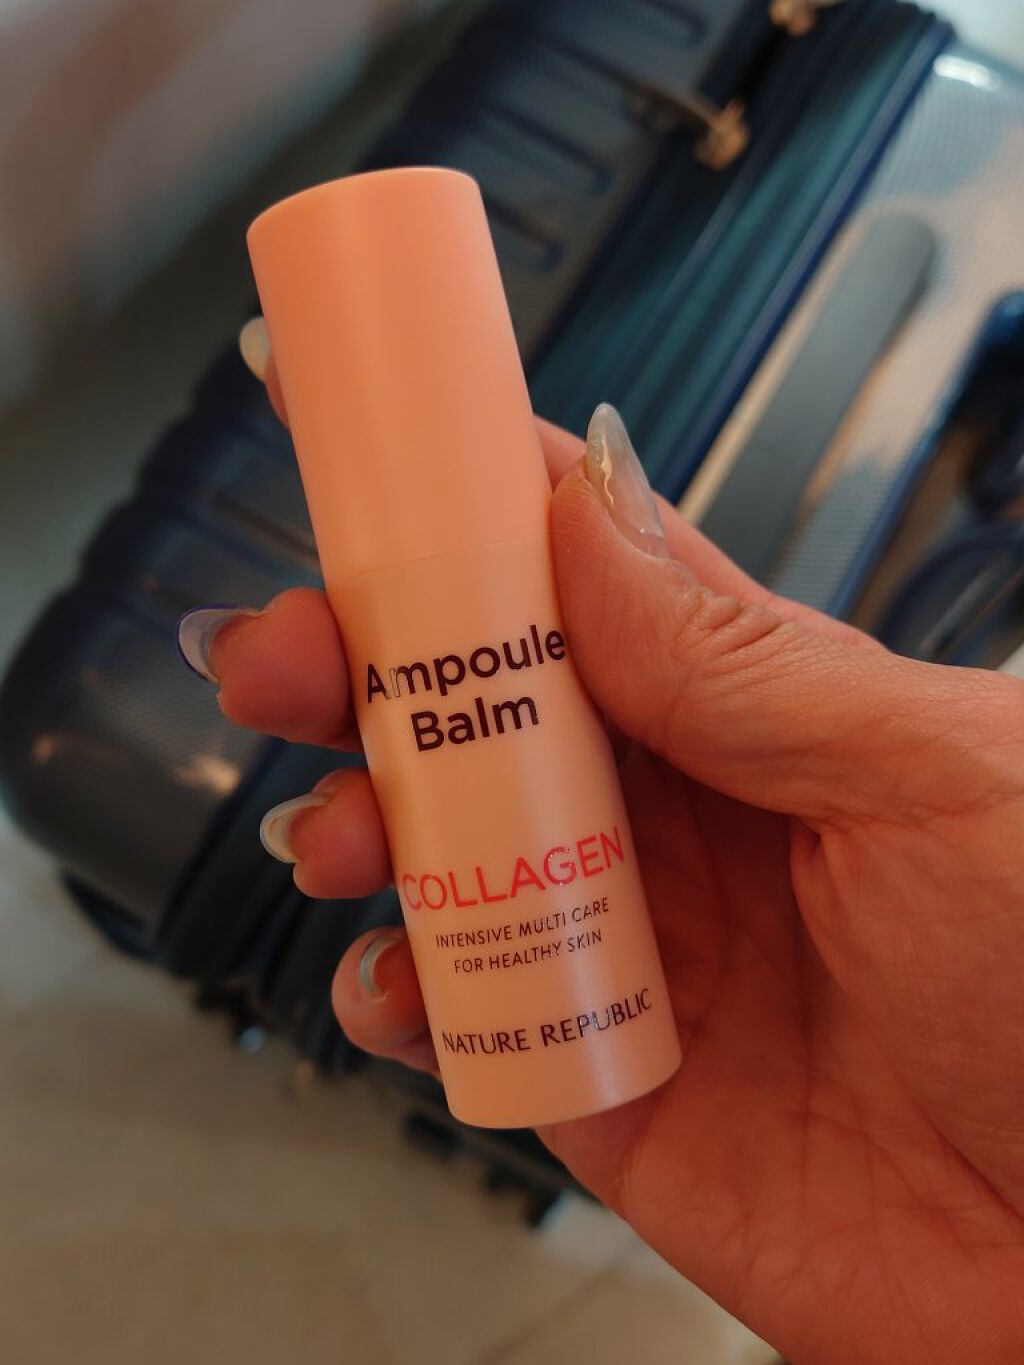 Ampoule
Balm
COLLAGEN
INTENSIVE MULTI CARE
FOR HEALTHY SKIN
NATURE REPUBLIC